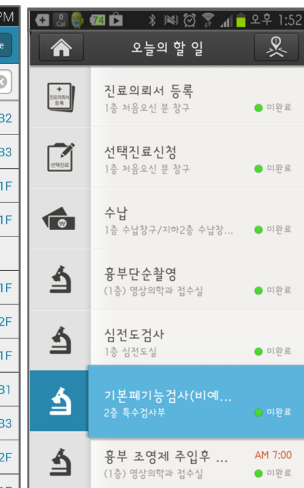 PM
B2
B3
1F
1F
1F
2F
1F
B1
B3
2F
74
오후 1:52
오늘의 할 일
진료의뢰서 등록
1층 처음오신 분 창구
미완료
선택진료신청
1층 처음오신 분 창구
미완료
수납
1층 수납창구/지하2층 수납창...
미완료
흉부단순촬영
(1층) 영상의학과 접수실
미완료
심전도검사
1층 심전도실
미완료
기본폐기능검사(비예...
2층 특수검사부
미완료
흉부 조영제 주입후 ...
AM 7:00
(1층) 영상의학과 접수실
미완료